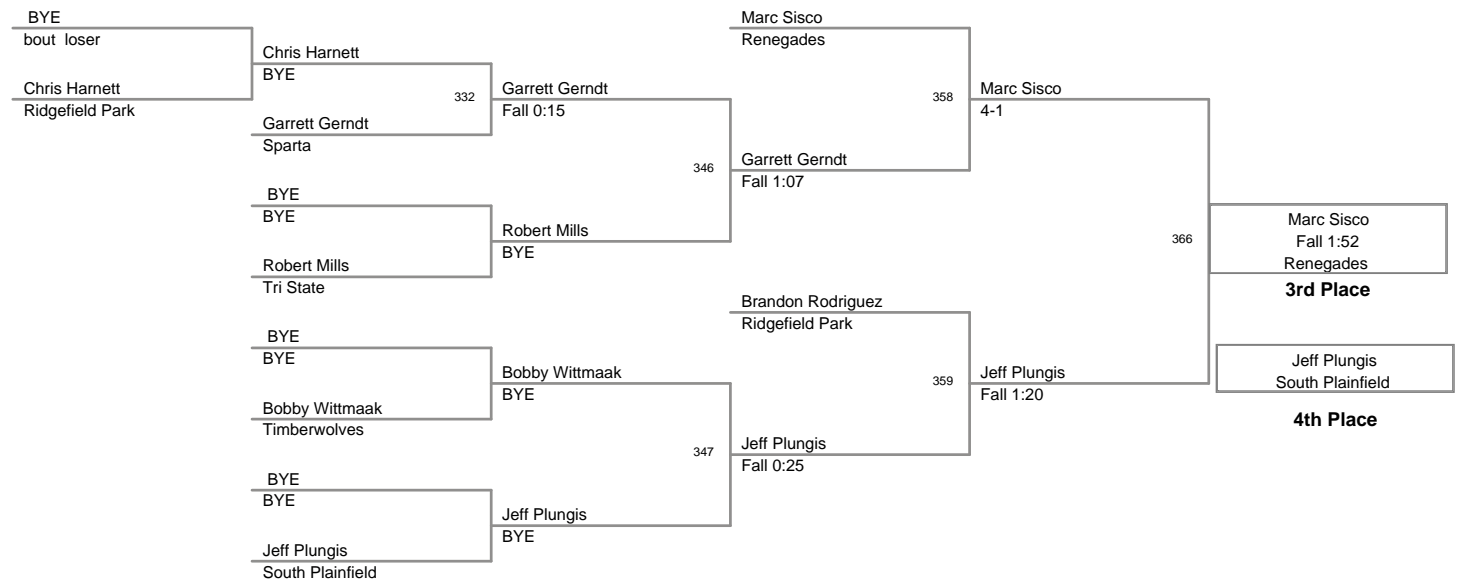 BYE
bout loser
Chris Harnett
Ridgefield Park
Chris Harnett
BYE
332
Garrett Gerndt
Sparta
BYE
BYE
Robert Mills
Tri State
BYE
BYE
Bobby Wittmaak
Timberwolves
BYE
BYE
Jeff Plungis
South Plainfield
Garrett Gerndt
Fall 0:15
346
Robert Mills
BYE
Bobby Wittmaak
BYE
347
Jeff Plungis
BYE
Marc Sisco
Renegades
358
Garrett Gerndt
Fall 1:07
Brandon Rodriguez
Ridgefield Park
359
Jeff Plungis
Fall 0:25
Marc Sisco
4-1
366
Jeff Plungis
Fall 1:20
Marc Sisco
Fall 1:52
Renegades
3rd Place
Jeff Plungis
South Plainfield
4th Place